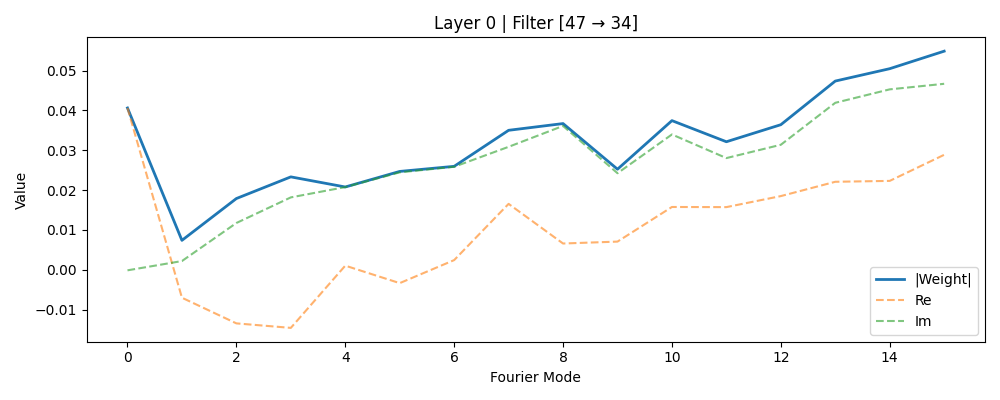 Layer 0 | Filter [47 → 34]
Value
0.05
0.04
0.03
0.02
0.01
0.00
−0.01
0 2 4 6 8 10 12 14
Fourier Mode
|Weight|
Re
Im